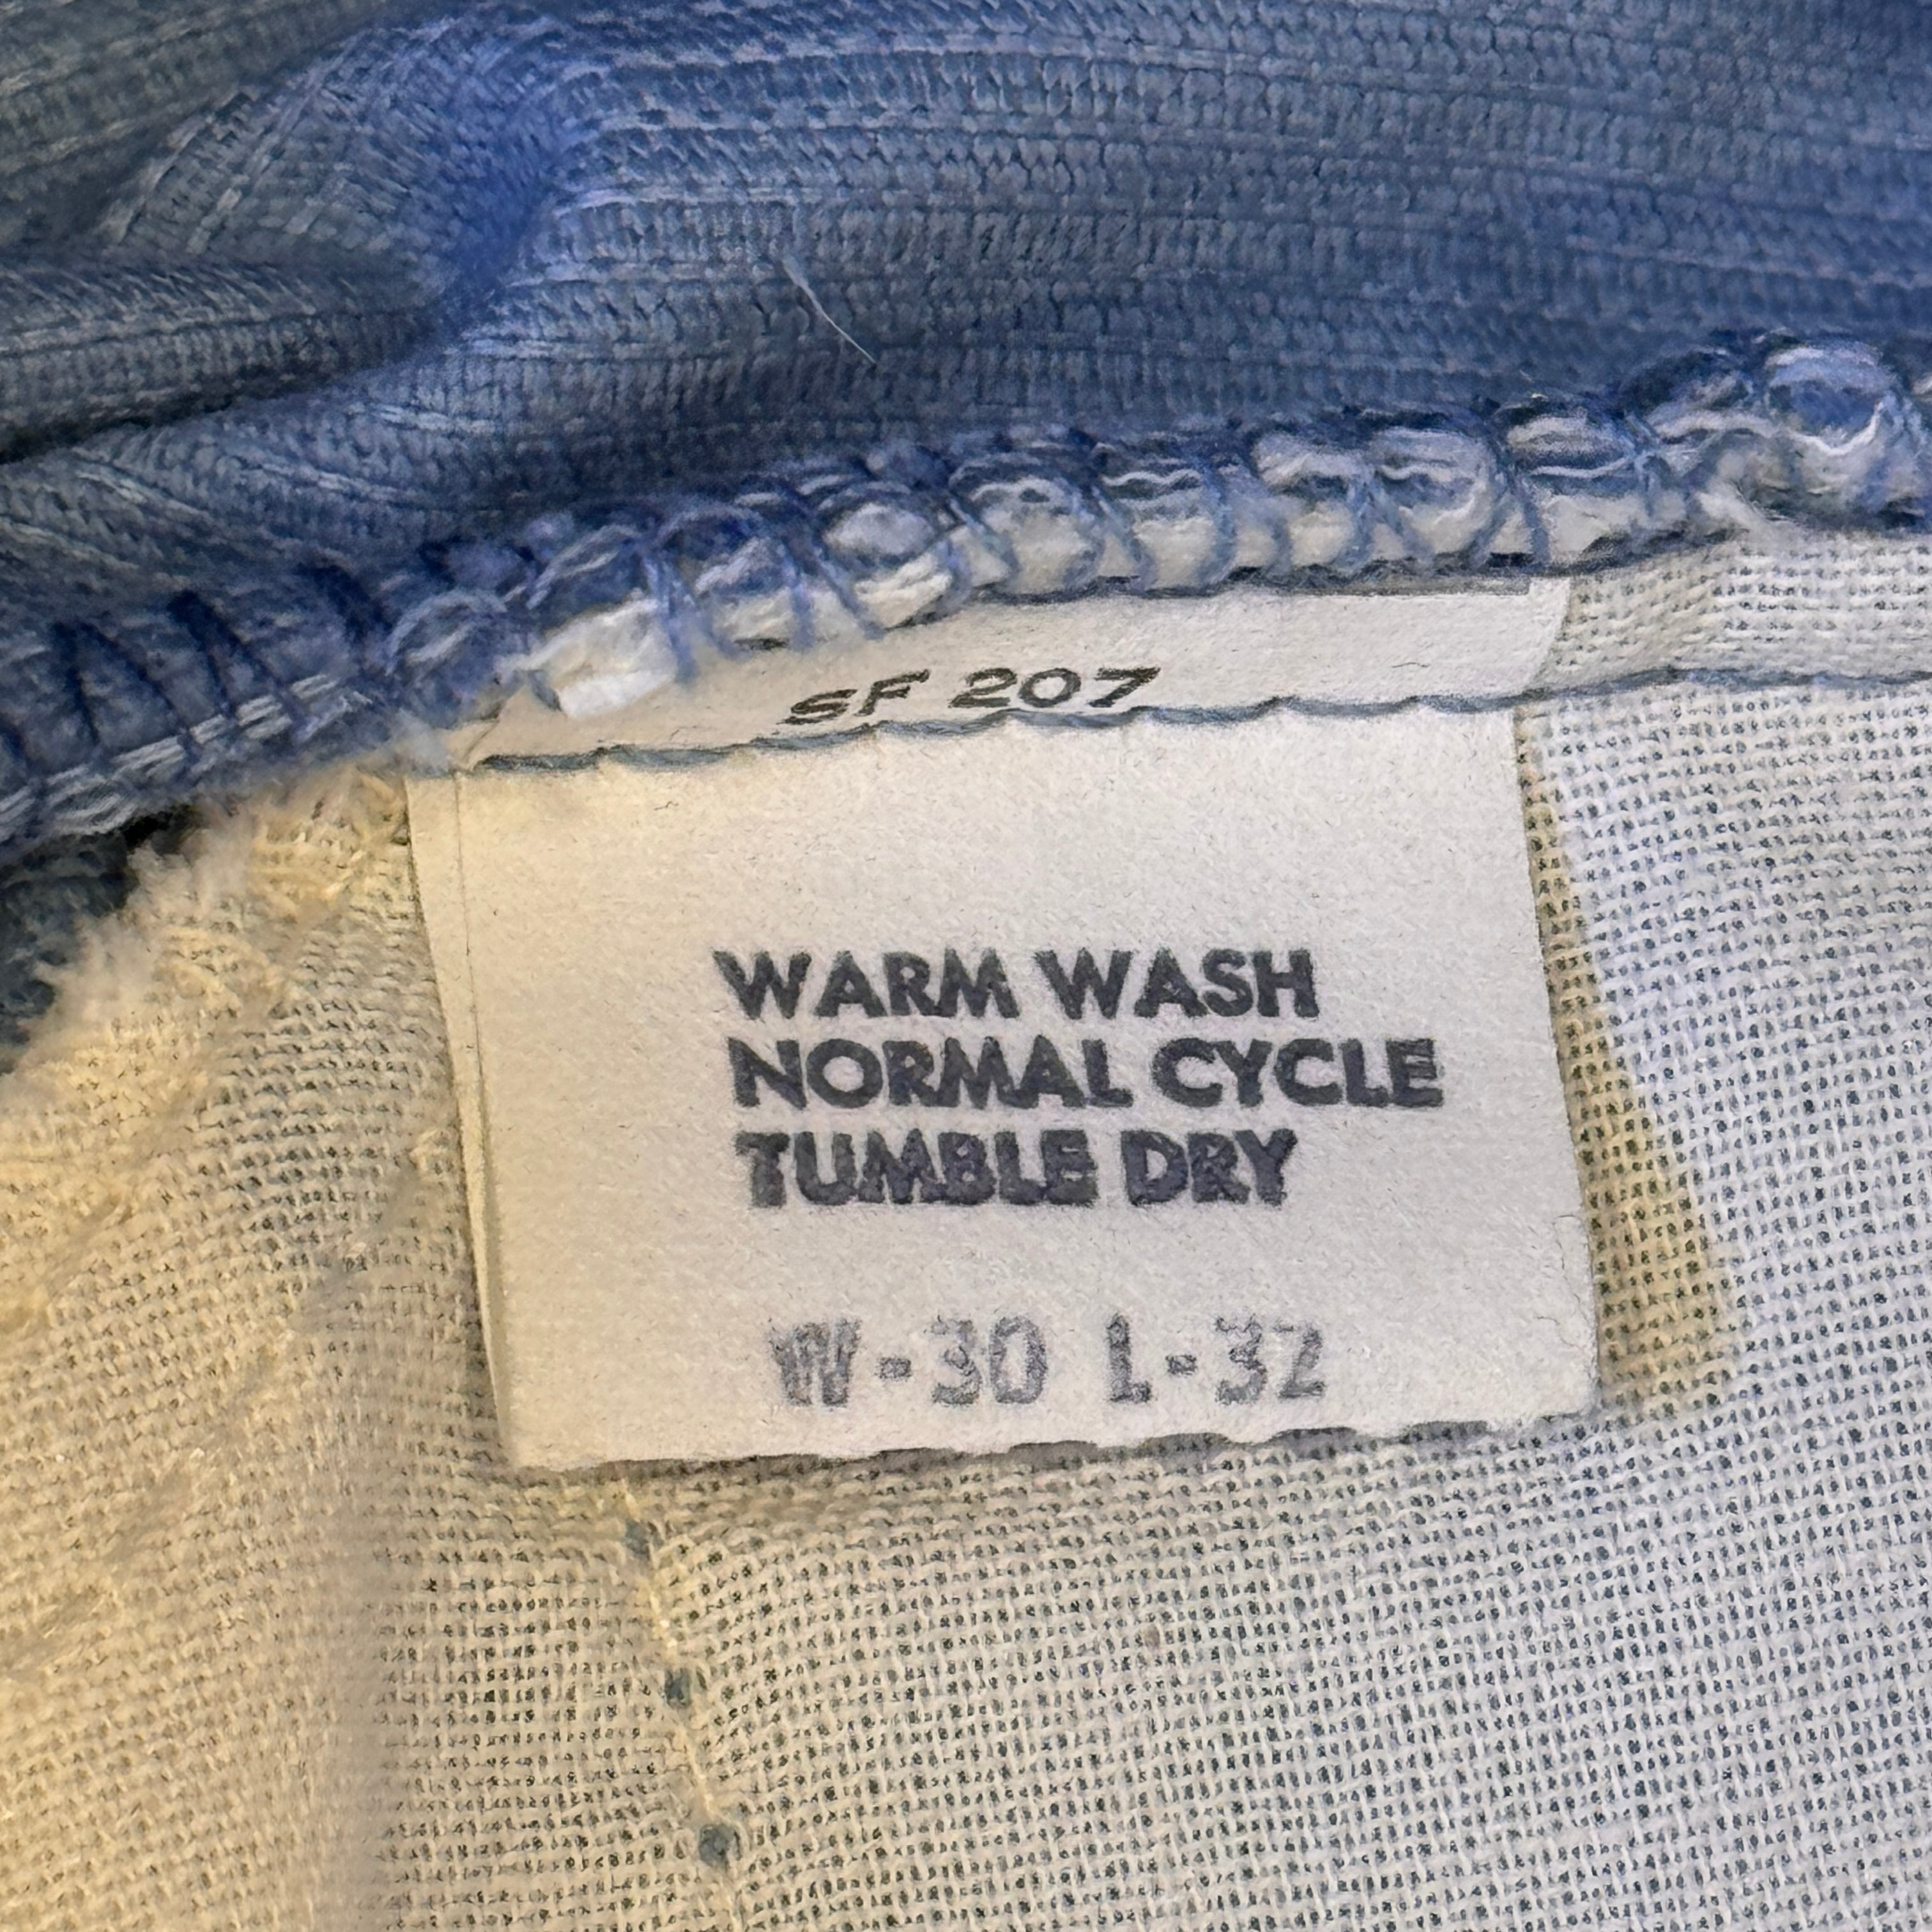 SF 207
WARM WASH
NORMAL CYCLE
TUMBLE DRY
W-30 L-32